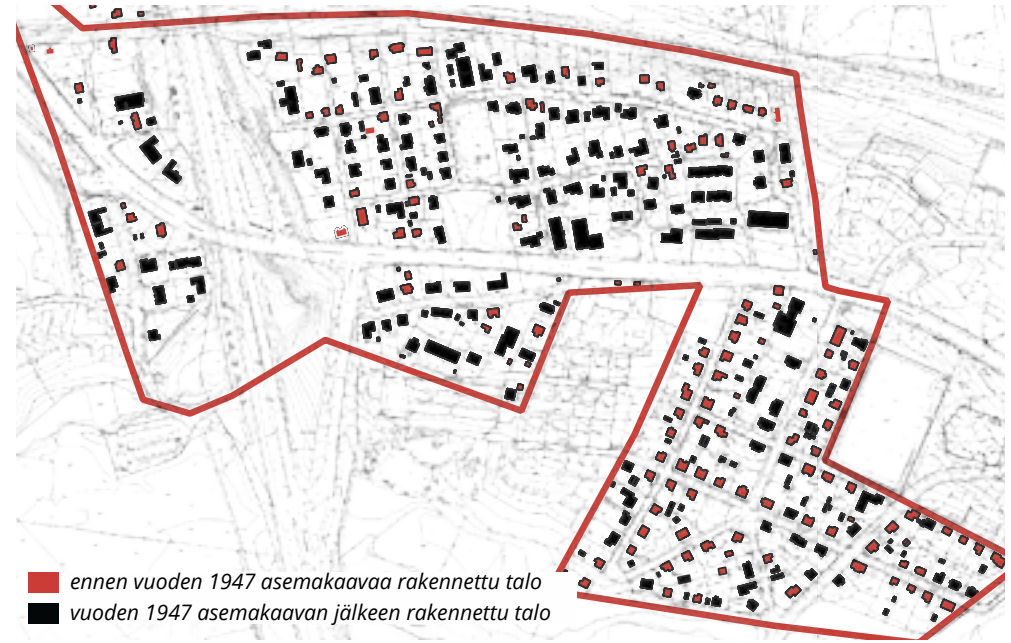 ennen vuoden 1947 asemakaavaa rakennettu talo
vuoden 1947 asemakaavan jälkeen rakennettu talo